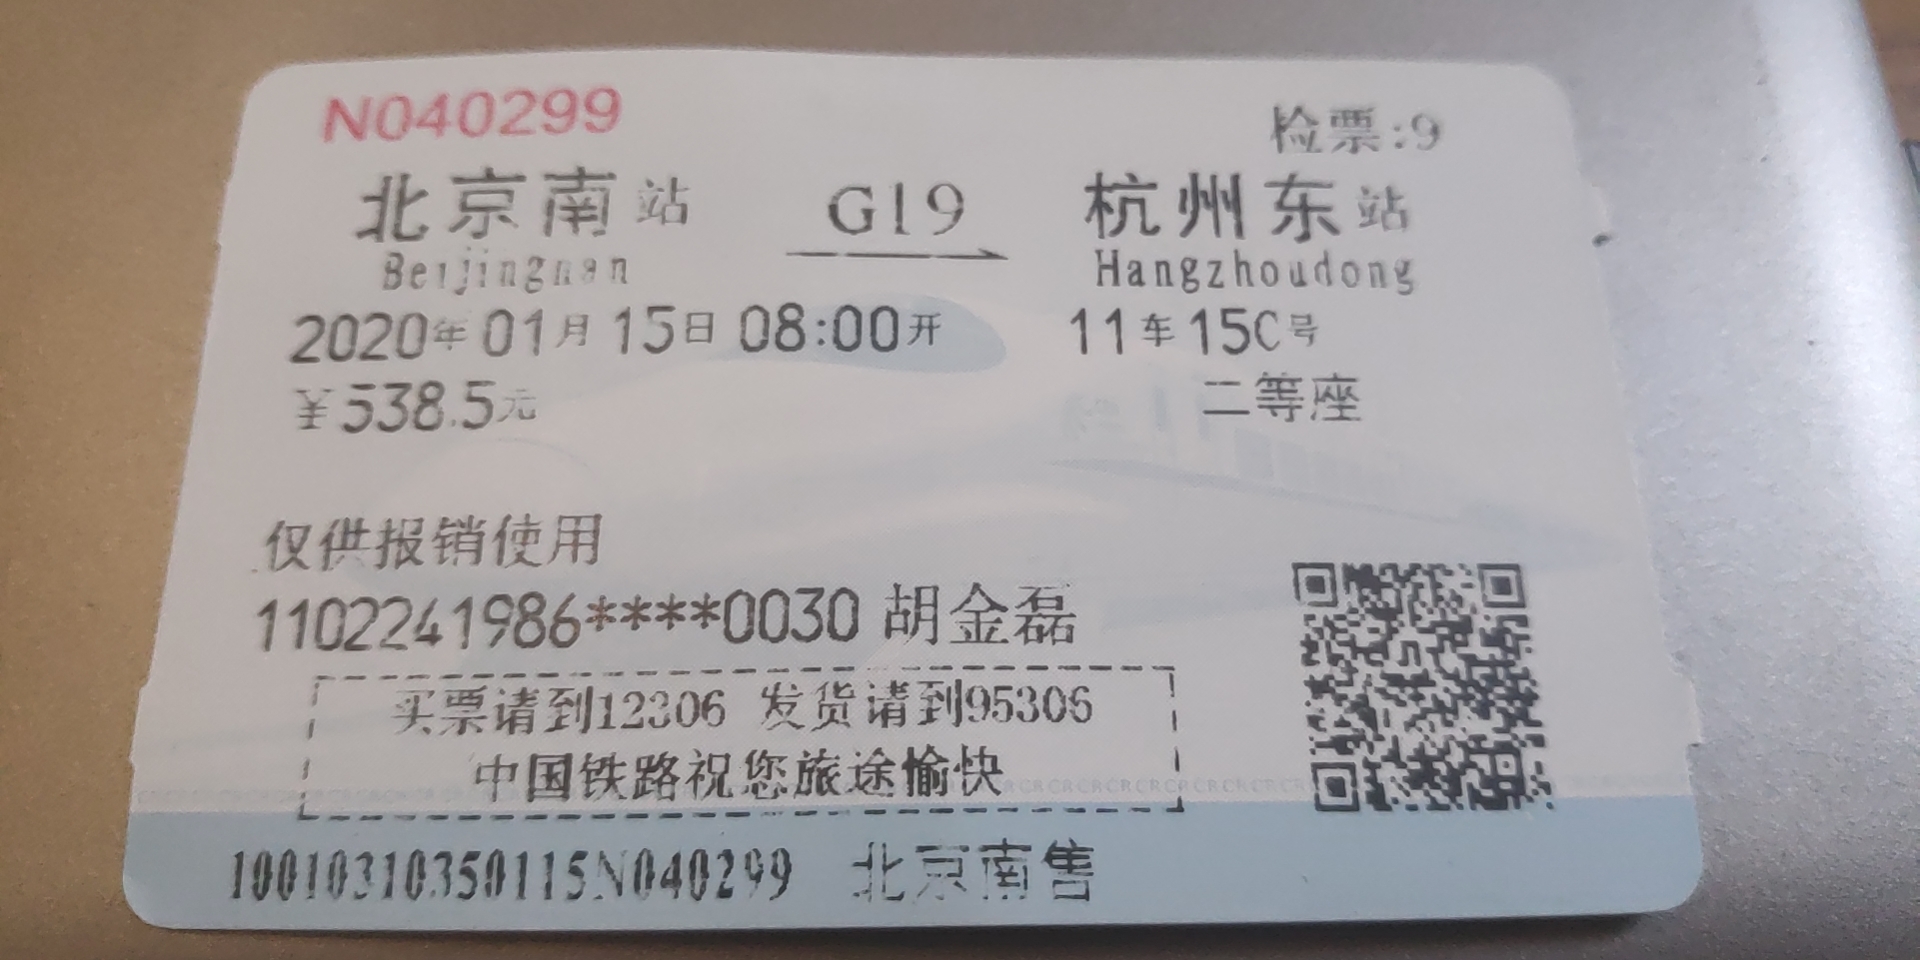 N040299 检票:9
北京南站 G19 杭州东站
Beijingnan Hangzhoudong
2020年01月15日08:00开 11车15C号
¥538.5元 二等座
仅供报销使用
1102241986****0030 胡金磊
买票请到12306 发货请到95306
中国铁路祝您旅途愉快
10010310350115N040299 北京南售